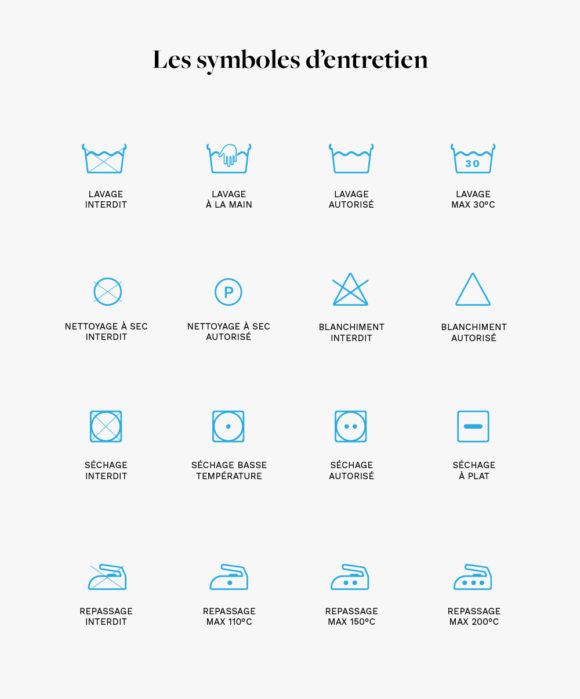 Les symboles d’entretien
LAVAGE
INTERDIT
LAVAGE
À LA MAIN
LAVAGE
AUTORISÉ
30
LAVAGE
MAX 30°C
NETTOYAGE À SEC
INTERDIT
P
NETTOYAGE À SEC
AUTORISÉ
BLANCHIMENT
INTERDIT
BLANCHIMENT
AUTORISÉ
SÉCHAGE
INTERDIT
SÉCHAGE BASSE
TEMPÉRATURE
SÉCHAGE
AUTORISÉ
SÉCHAGE
À PLAT
REPASSAGE
INTERDIT
REPASSAGE
MAX 110°C
REPASSAGE
MAX 150°C
REPASSAGE
MAX 200°C